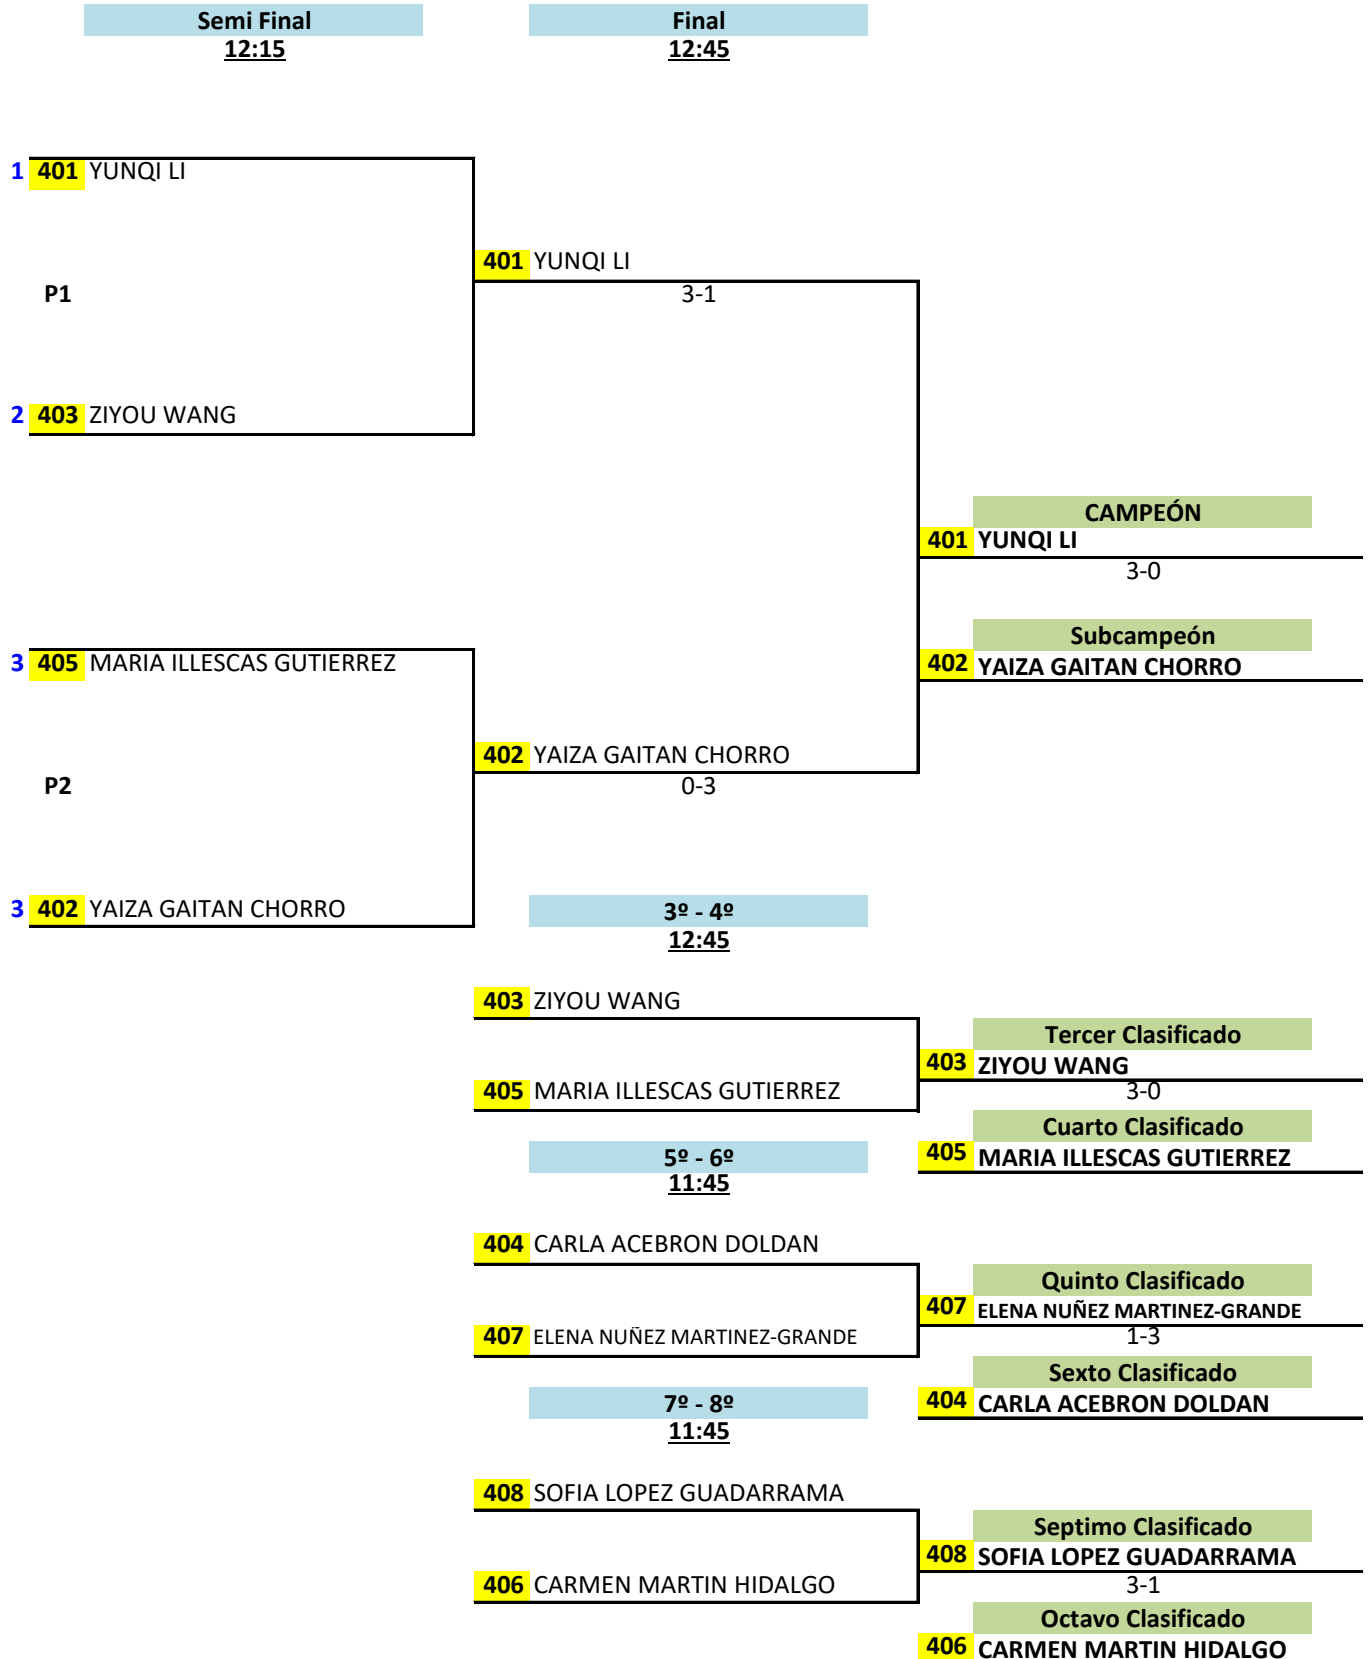 Semi Final Final
12:15 12:45
1 401 YUNQI LI
401 YUNQI LI
P1 3-1
2 403 ZIYOU WANG
CAMPEÓN
401 YUNQI LI
3-0
Subcampeón
3 405 MARIA ILLESCAS GUTIERREZ 402 YAIZA GAITAN CHORRO
402 YAIZA GAITAN CHORRO
P2 0-3
3 402 YAIZA GAITAN CHORRO 3º - 4º
12:45
403 ZIYOU WANG
Tercer Clasificado
403 ZIYOU WANG
405 MARIA ILLESCAS GUTIERREZ 3-0
Cuarto Clasificado
5º - 6º 405 MARIA ILLESCAS GUTIERREZ
11:45
404 CARLA ACEBRON DOLDAN
Quinto Clasificado
407 ELENA NUÑEZ MARTINEZ-GRANDE
407 ELENA NUÑEZ MARTINEZ-GRANDE 1-3
Sexto Clasificado
7º - 8º 404 CARLA ACEBRON DOLDAN
11:45
408 SOFIA LOPEZ GUADARRAMA
Septimo Clasificado
408 SOFIA LOPEZ GUADARRAMA
406 CARMEN MARTIN HIDALGO 3-1
Octavo Clasificado
406 CARMEN MARTIN HIDALGO